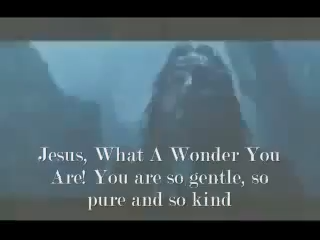 Jesus, What A Wonder You
Are! You are so gentle, so
pure and so kind